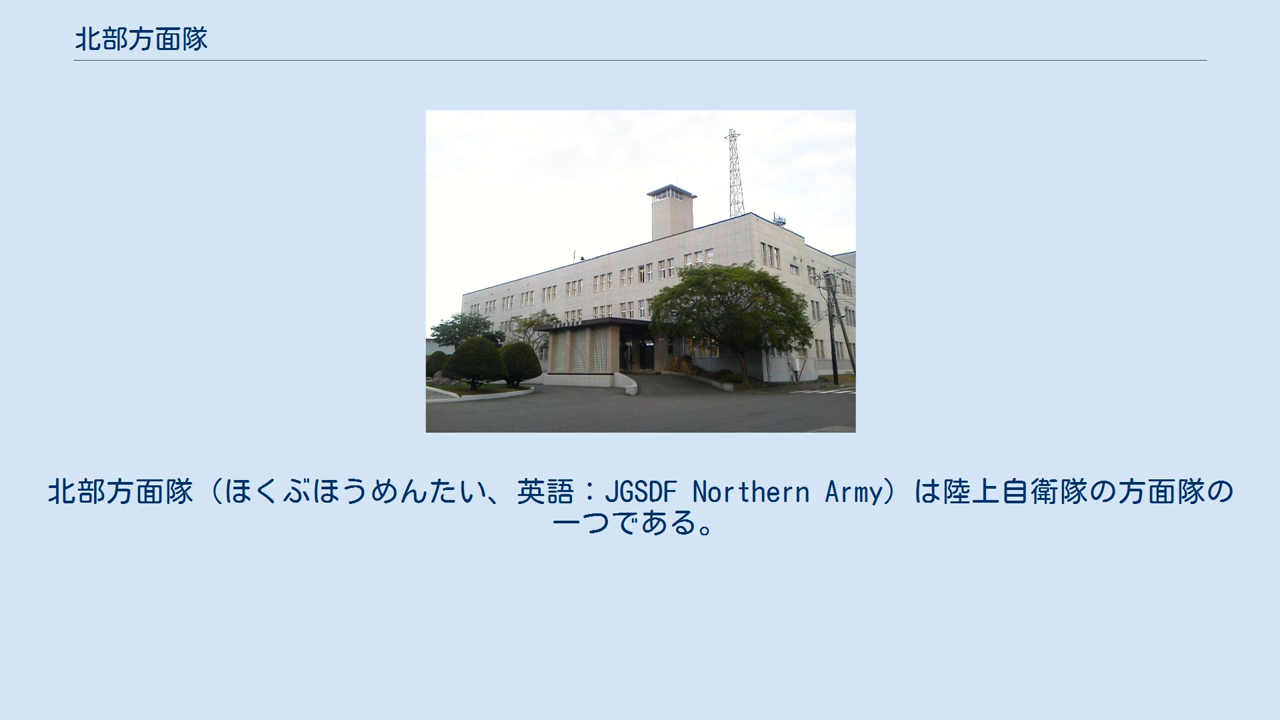 北部方面隊
北部方面隊（ほくぶほうめんたい、英語：JGSDF Northern Army）は陸上自衛隊の方面隊の
一つである。